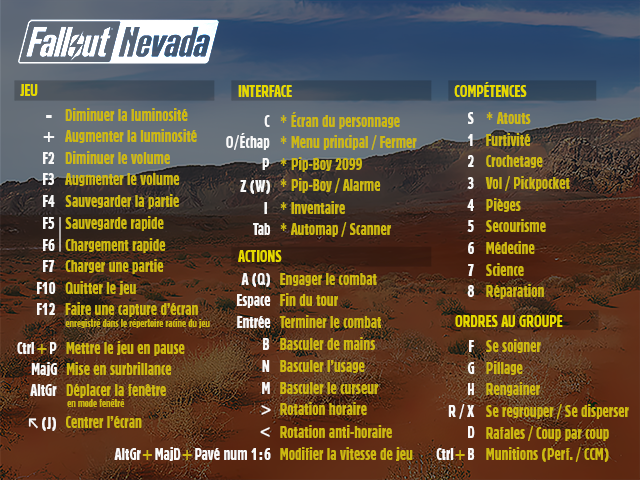 Fallout Nevada
JEU
- Diminuer la luminosité
+ Augmenter la luminosité
F2 Diminuer le volume
F3 Augmenter le volume
F4 Sauvegarder la partie
F5 Sauvegarde rapide
F6 Chargement rapide
F7 Charger une partie
F10 Quitter le jeu
F12 Faire une capture d'écran
enregistré dans le répertoire racine du jeu
Ctrl+P Mettre le jeu en pause
MajG Mise en surbrillance
AltGr Déplacer la fenêtre
en mode fenêtré
↖ (J) Centrer l'écran
INTERFACE
C * Écran du personnage
O/Échap * Menu principal / Fermer
P * Pip-Boy 2099
Z (W) * Pip-Boy / Alarme
I * Inventaire
Tab * Automap / Scanner
ACTIONS
A (Q) Engager le combat
Espace Fin du tour
Entrée Terminer le combat
B Basculer de mains
N Basculer l'usage
M Basculer le curseur
> Rotation horaire
< Rotation anti-horaire
AltGr+MajD+Pavé num 1:6 Modifier la vitesse de jeu
COMPÉTENCES
S * Atouts
1 Furtivité
2 Crochetage
3 Vol / Pickpocket
4 Pièges
5 Secourisme
6 Médecine
7 Science
8 Réparation
ORDRES AU GROUPE
F Se soigner
G Pillage
H Rengainer
R / X Se regrouper / Se disperser
D Rafales / Coup par coup
Ctrl+B Munitions (Perf. / CCM)